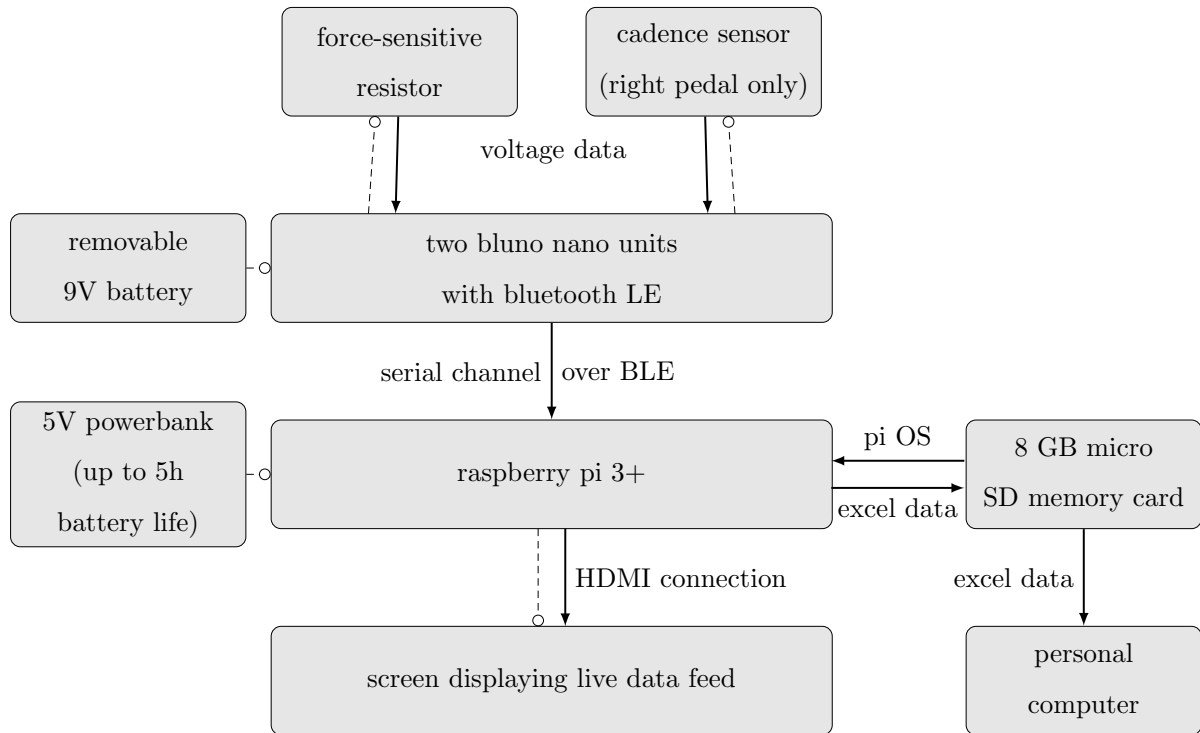 force-sensitive
resistor
cadence sensor
(right pedal only)
voltage data
removable
9V battery
two bluno nano units
with bluetooth LE
serial channel
over BLE
5V powerbank
(up to 5h
battery life)
raspberry pi 3+
pi OS
excel data
8 GB micro
SD memory card
HDMI connection
excel data
screen displaying live data feed
personal
computer